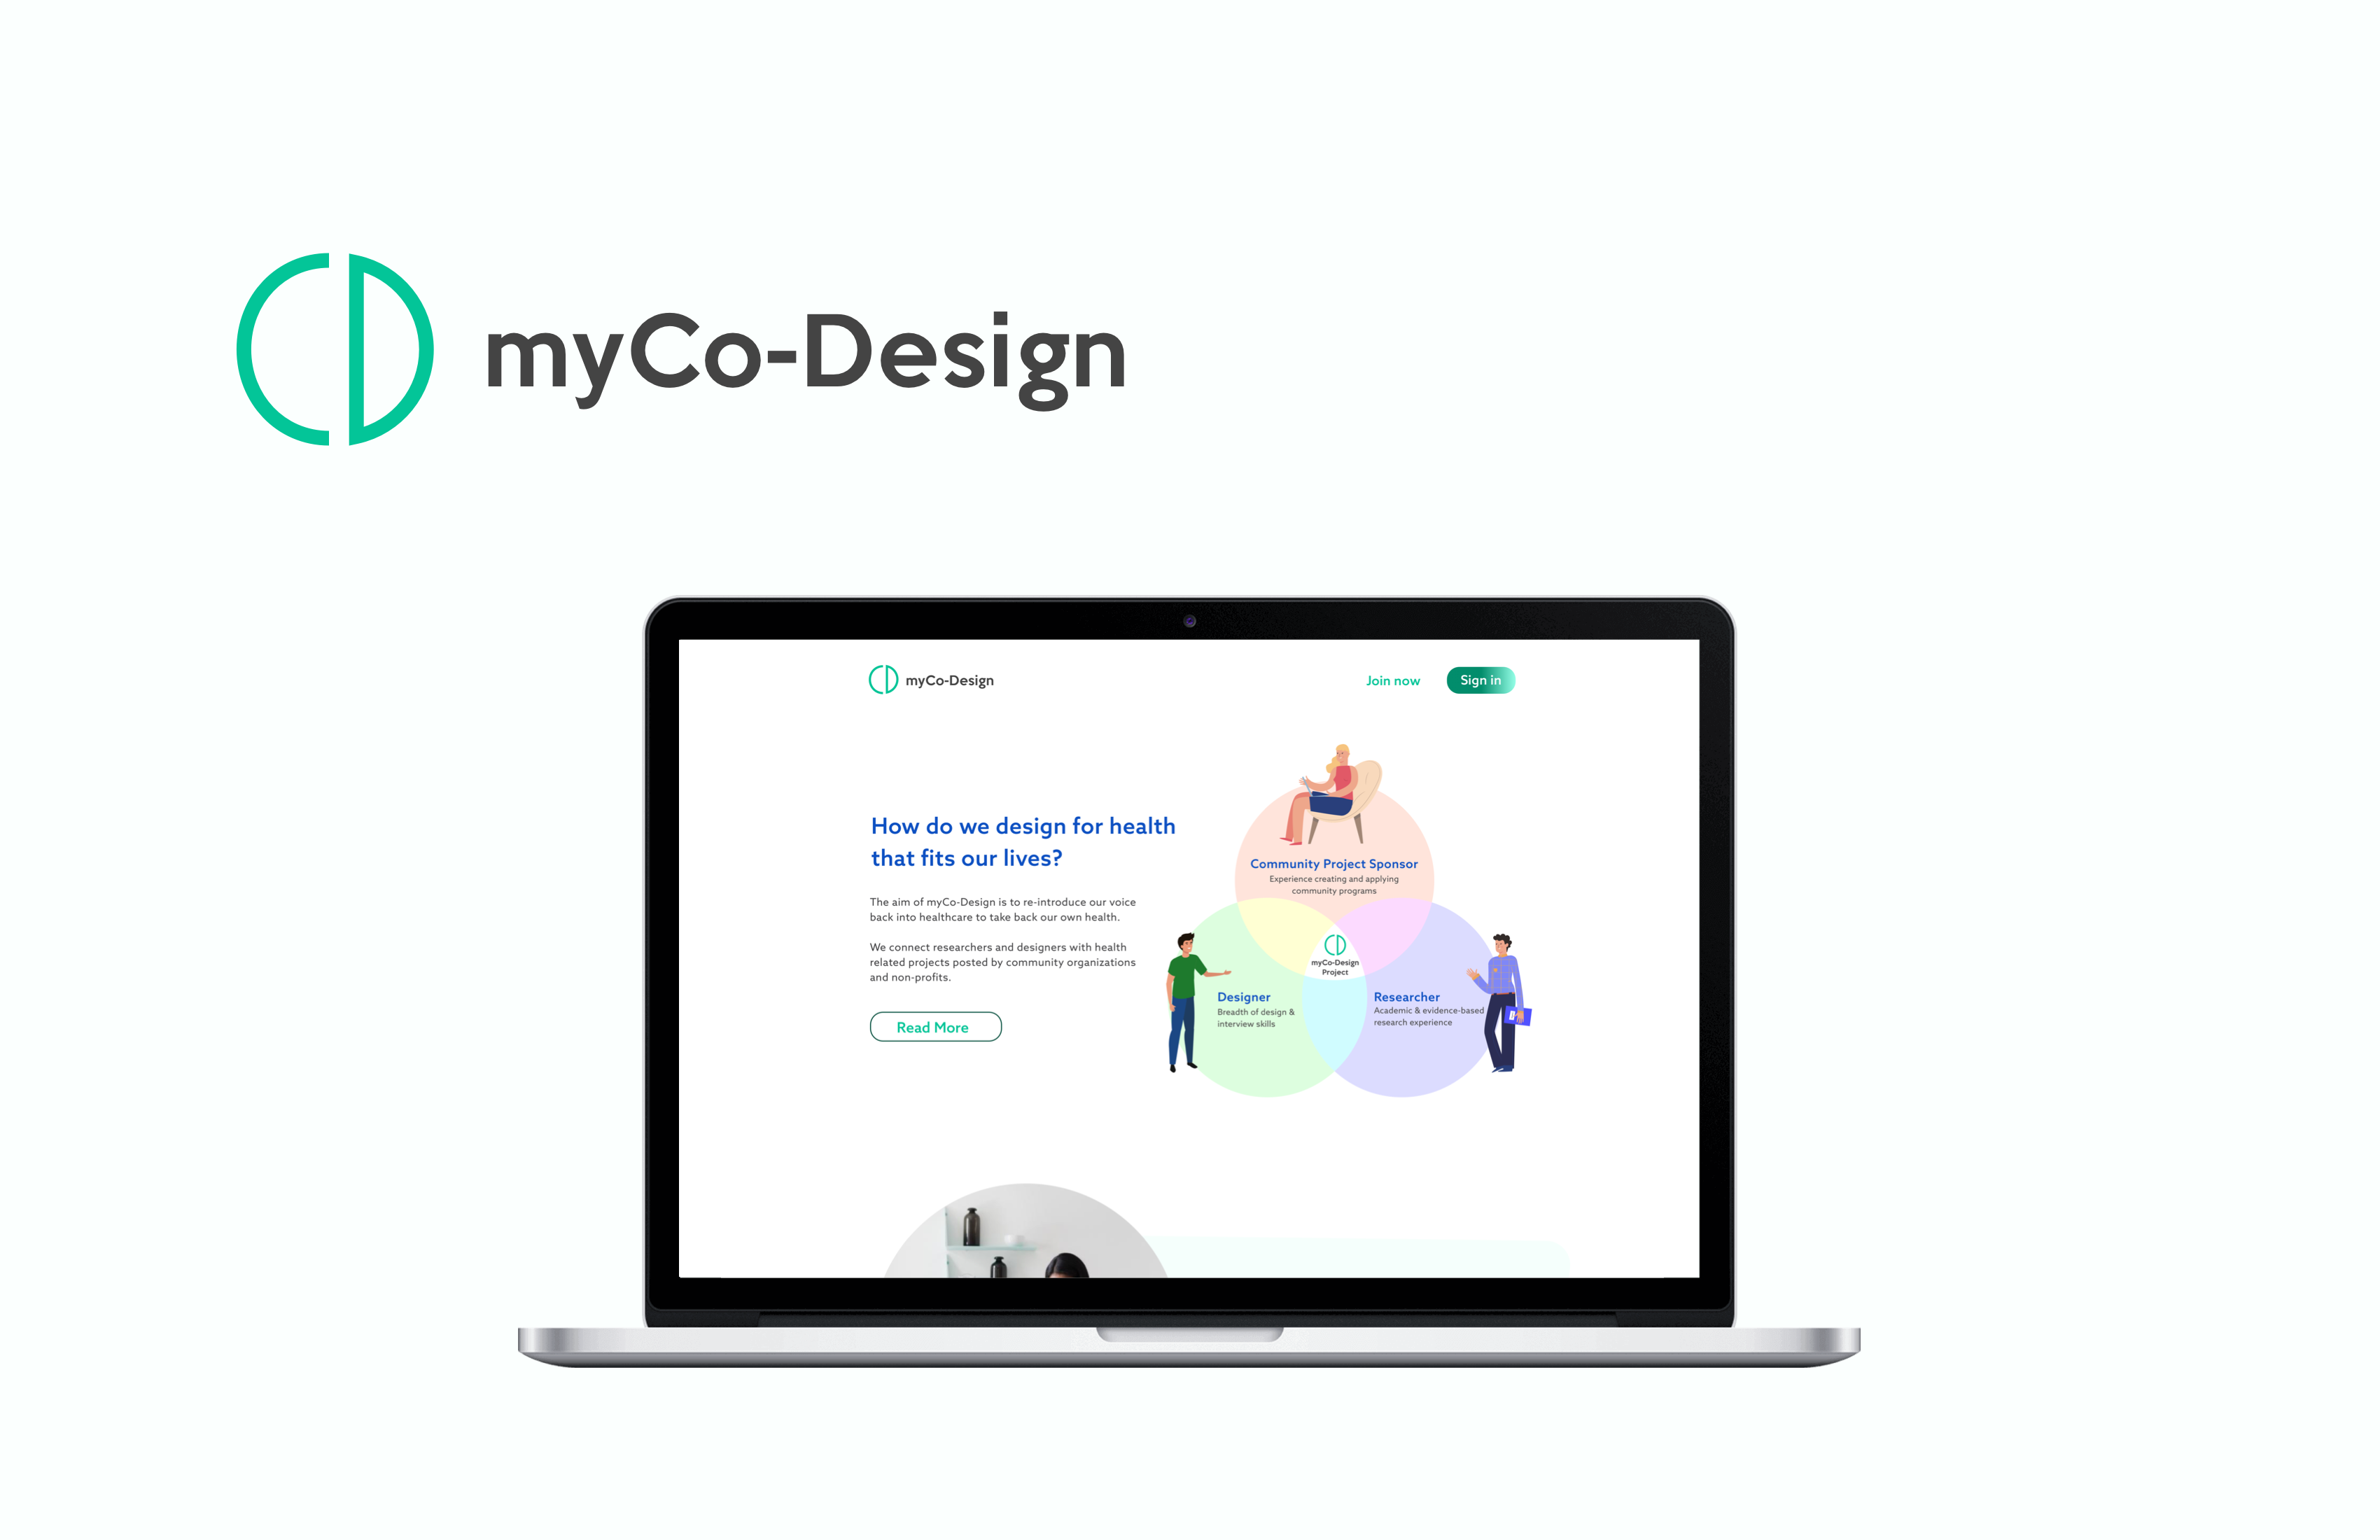 myCo-Design
myCo-Design
Join now
Sign in
How do we design for health
that fits our lives?
The aim of myCo-Design is to re-introduce our voice
back into healthcare to take back our own health.
We connect researchers and designers with health
related projects posted by community organizations
and non-profits.
Read More
Community Project Sponsor
Experience creating and applying
community programs
myCo-Design
Project
Designer
Breadth of design &
interview skills
Researcher
Academic & evidence-based
research experience